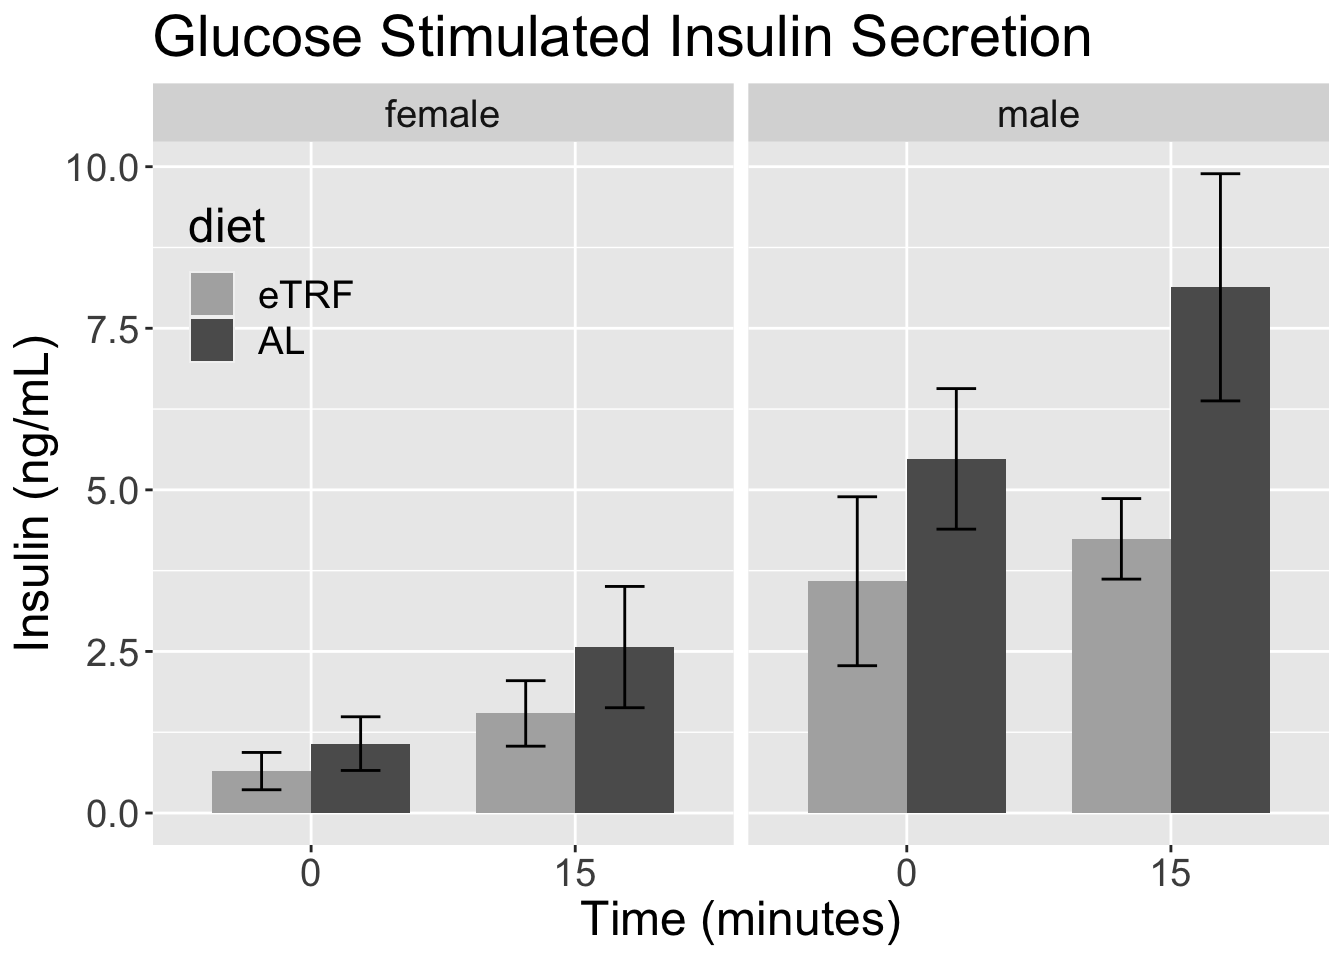 Glucose Stimulated Insulin Secretion
female
male
10.0
7.5
5.0
2.5
0.0
Insulin (ng/mL)
diet
eTRF
AL
0
15
0
15
Time (minutes)